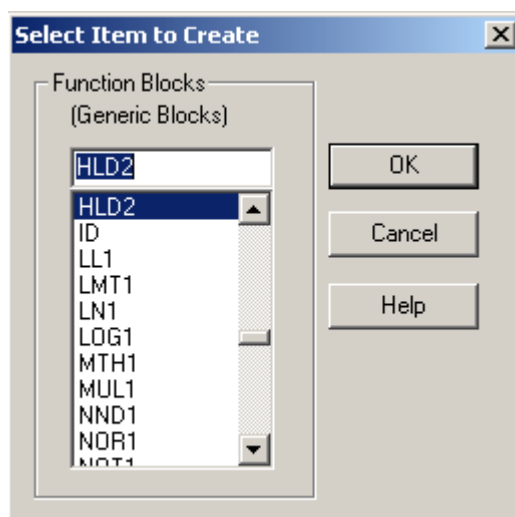 Select Item to Create
Function Blocks
(Generic Blocks)
HLD2
HLD2
ID
LL1
LMT1
LN1
LOG1
MTH1
MUL1
NND1
NOR1
NOT1
OK
Cancel
Help